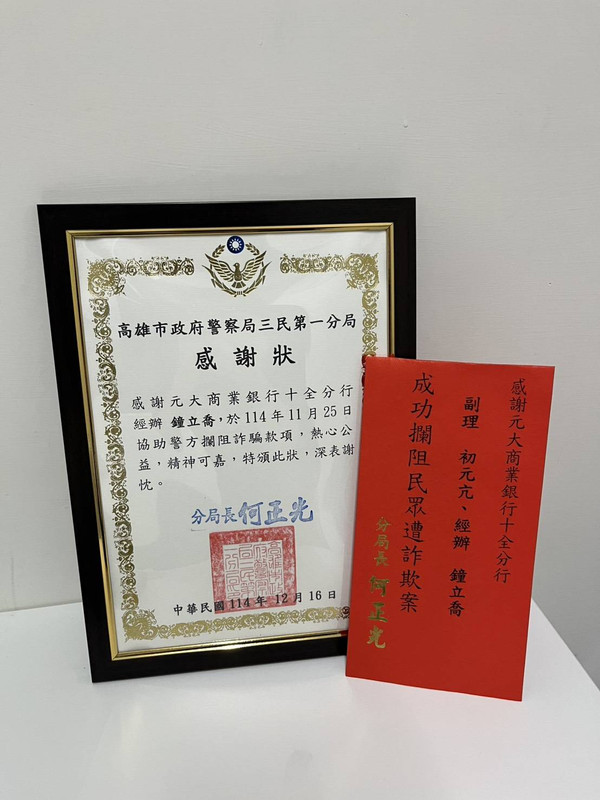 高雄市政府警察局三民第一分局
感謝狀
感謝元大商業銀行十全分行
經辦 鐘立喬，於114年11月25日
協助警方攔阻詐騙款項，熱心公
益，精神可嘉，特頒此狀，深表謝
忱。
分局長 何正光
中華民國114年12月16日
感謝元大商業銀行十全分行
副理 初元亢、經辦 鐘立喬
成功攔阻民眾遭詐欺案
分局長 何正光